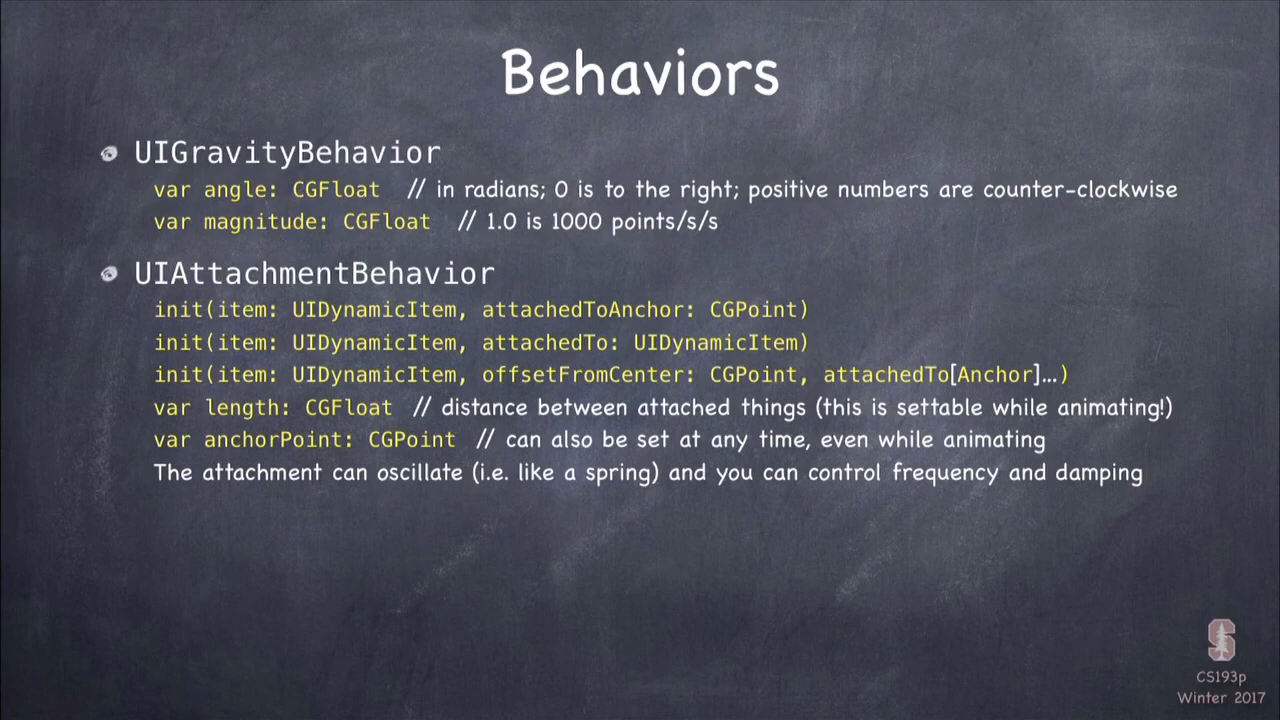 Behaviors
UIGravityBehavior
var angle: CGFloat // in radians; 0 is to the right; positive numbers are counter-clockwise
var magnitude: CGFloat // 1.0 is 1000 points/s/s
UIAttachmentBehavior
init(item: UIDynamicItem, attachedToAnchor: CGPoint)
init(item: UIDynamicItem, attachedTo: UIDynamicItem)
init(item: UIDynamicItem, offsetFromCenter: CGPoint, attachedTo[Anchor]…)
var length: CGFloat // distance between attached things (this is settable while animating!)
var anchorPoint: CGPoint // can also be set at any time, even while animating
The attachment can oscillate (i.e. like a spring) and you can control frequency and damping
S
CS193p
Winter 2017